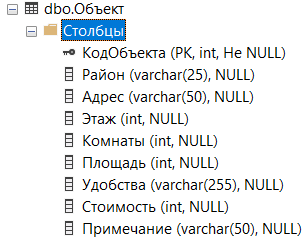 dbo.Объект
Столбцы
КодОбъекта (PK, int, Не NULL)
Район (varchar(25), NULL)
Адрес (varchar(50), NULL)
Этаж (int, NULL)
Комнаты (int, NULL)
Площадь (int, NULL)
Удобства (varchar(255), NULL)
Стоимость (int, NULL)
Примечание (varchar(50), NULL)